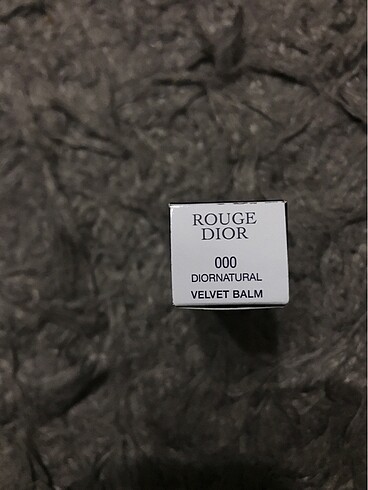 ROUGE
DIOR
000
DIORNATURAL
VELVET BALM